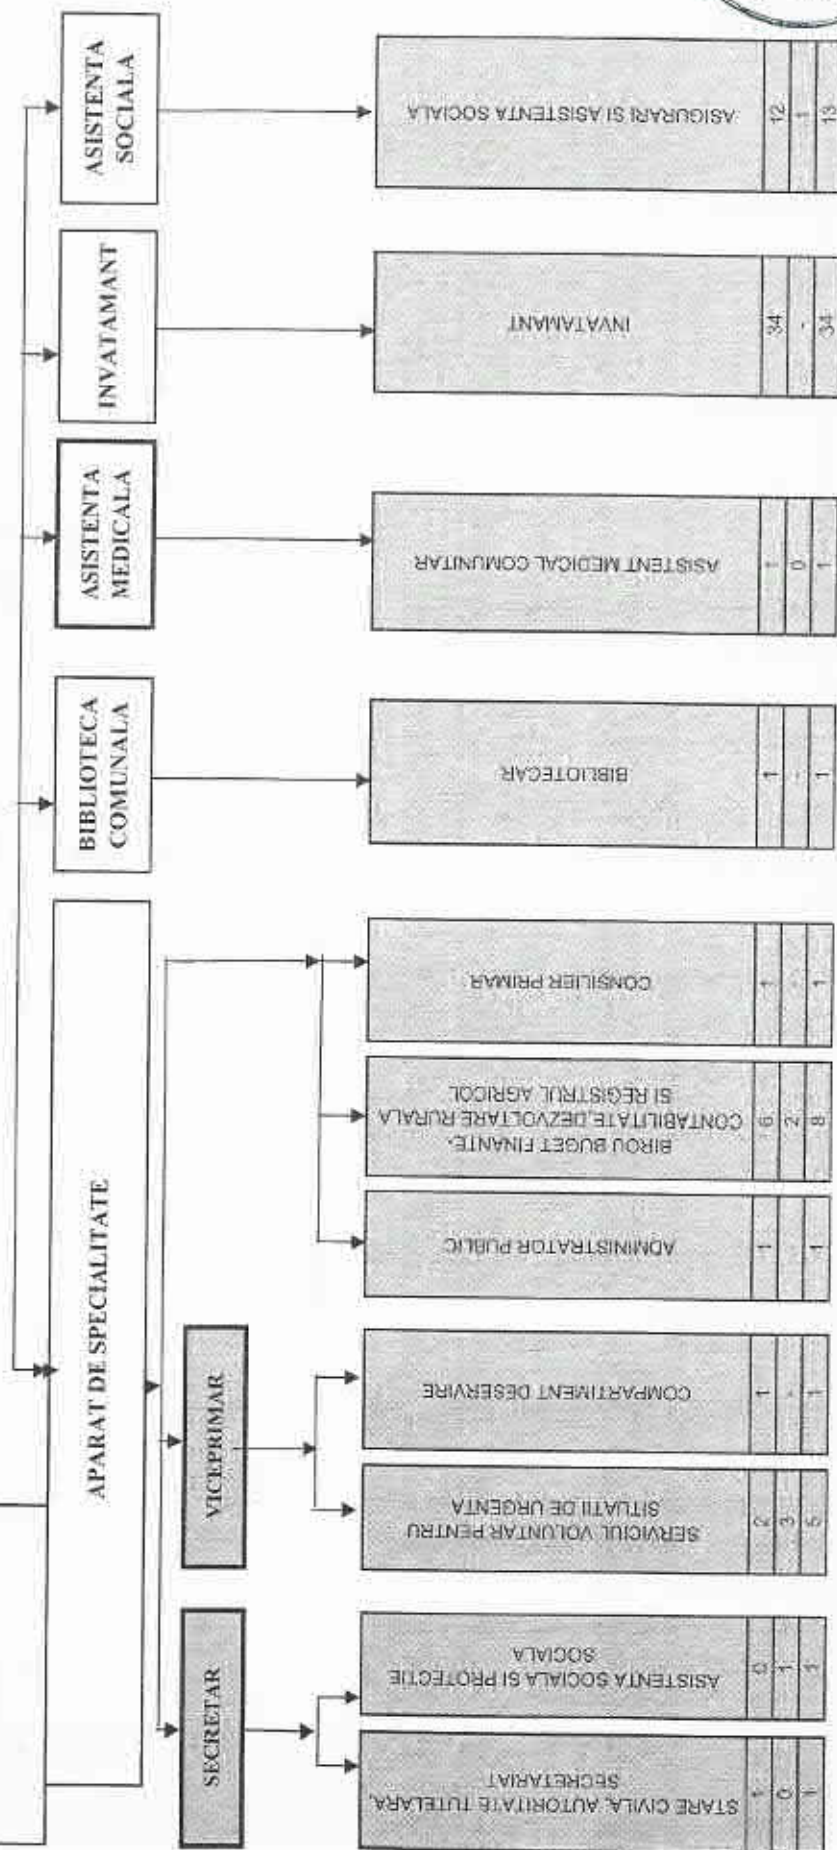 APARAT DE SPECIALITATE
BIBLIOTECA
COMUNALA
ASISTENTA
MEDICALA
INVATAMANT
ASISTENTA
SOCIALA
SECRETAR
VICEPRIMAR
STARE CIVILA, AUTORITATE TUTELARA,
SECRETARIAT
1
0
1
ASISTENTA SOCIALA SI PROTECTIE
SOCIALA
0
1
1
SERVICIUL VOLUNTAR PENTRU
SITUATII DE URGENTA
2
3
5
COMPARTIMENT DESERVIRE
1
-
1
ADMINISTRATOR PUBLIC
1
-
1
BIROU BUGET FINANTE-
CONTABILITATE, DEZVOLTARE RURALA
SI REGISTRUL AGRICOL
6
2
8
CONSILIER PRIMAR
1
-
1
BIBLIOTECAR
1
-
1
ASISTENT MEDICAL COMUNITAR
1
0
1
INVATAMANT
34
-
34
ASIGURARI SI ASISTENTA SOCIALA
12
1
13